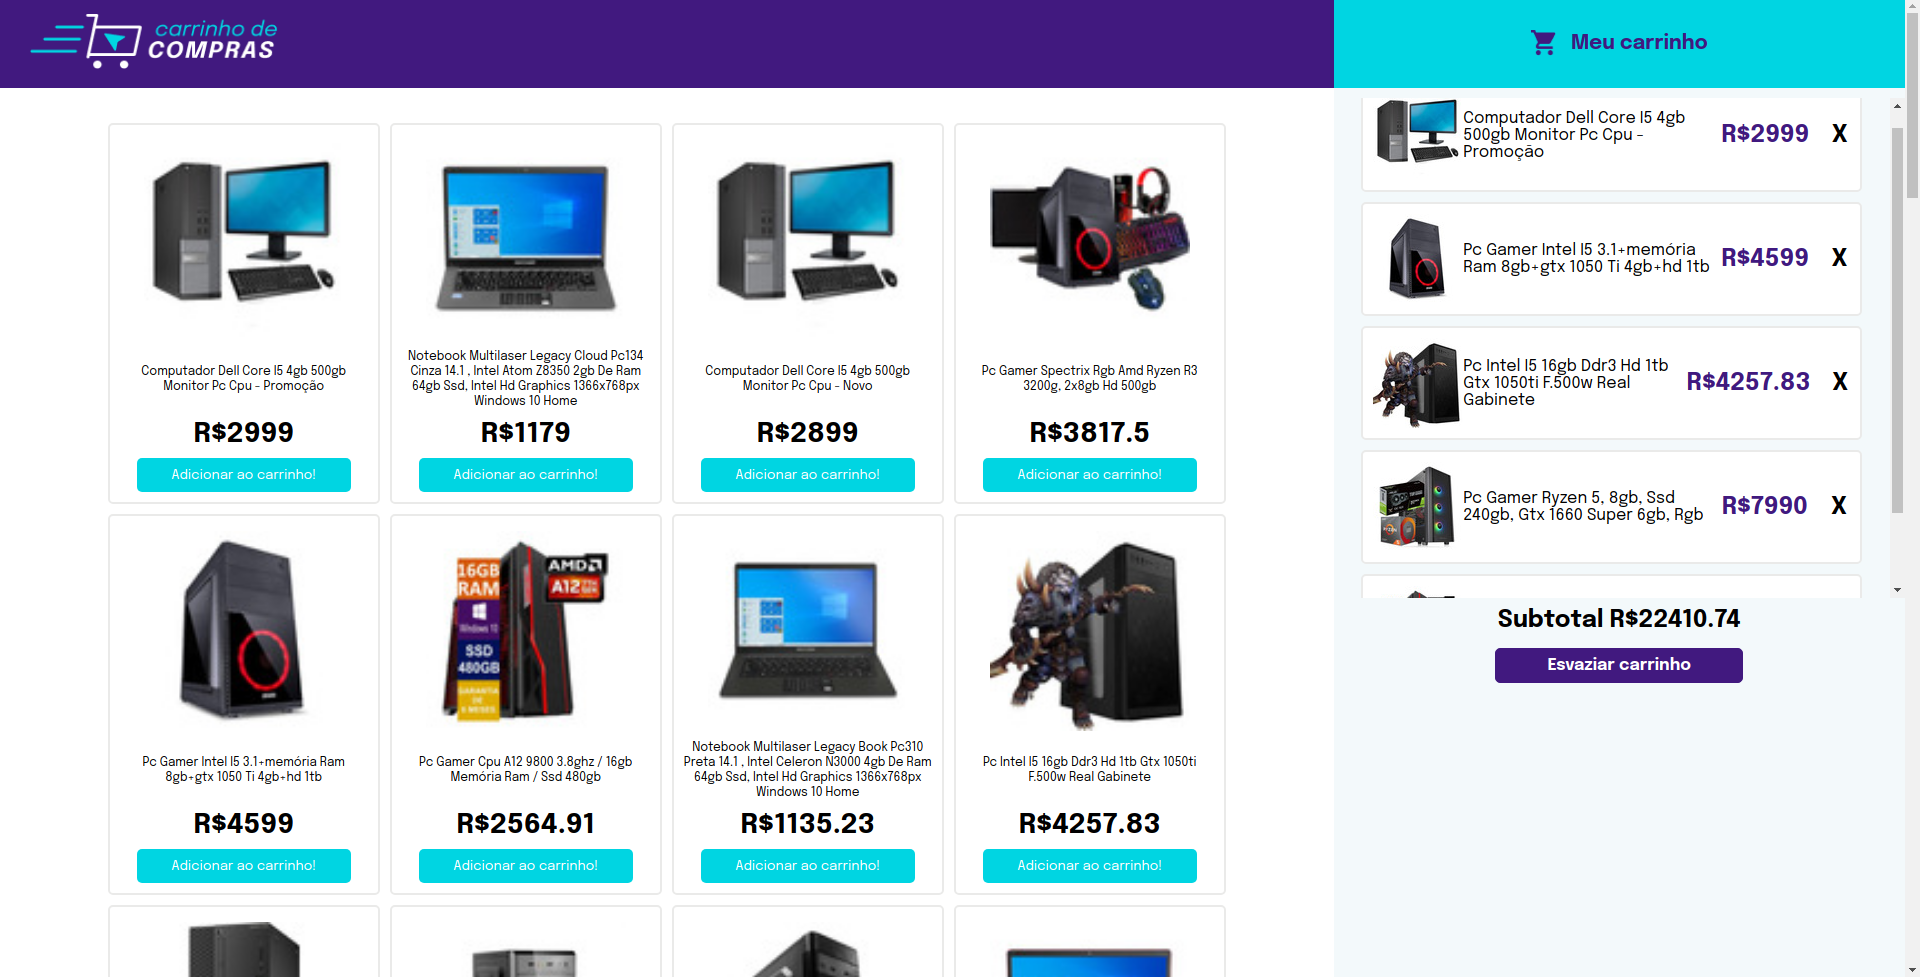 carrinho de
COMPRAS
Meu carrinho
Computador Dell Core I5 4gb 500gb
Monitor Pc Cpu - Promoção
R$2999
Adicionar ao carrinho!
Notebook Multilaser Legacy Cloud Pc134
Cinza 14.1 , Intel Atom Z8350 2gb De Ram
64gb Ssd, Intel Hd Graphics 1366x768px
Windows 10 Home
R$1179
Adicionar ao carrinho!
Computador Dell Core I5 4gb 500gb
Monitor Pc Cpu - Novo
R$2899
Adicionar ao carrinho!
Pc Gamer Spectrix Rgb Amd Ryzen R3
3200g, 2x8gb Hd 500gb
R$3817.5
Adicionar ao carrinho!
Pc Gamer Intel I5 3.1+memória Ram
8gb+gtx 1050 Ti 4gb+hd 1tb
R$4599
Adicionar ao carrinho!
16GB
RAM
Windows 10
SSD
480GB
GARANTIA
DE
AMD
A12
Pc Gamer Cpu A12 9800 3.8ghz / 16gb
Memória Ram / Ssd 480gb
R$2564.91
Adicionar ao carrinho!
Notebook Multilaser Legacy Book Pc310
Preta 14.1 , Intel Celeron N3000 4gb De Ram
64gb Ssd, Intel Hd Graphics 1366x768px
Windows 10 Home
R$1135.23
Adicionar ao carrinho!
Pc Intel I5 16gb Ddr3 Hd 1tb Gtx 1050ti
F.500w Real Gabinete
R$4257.83
Adicionar ao carrinho!
Computador Dell Core I5 4gb
500gb Monitor Pc Cpu -
Promoção
R$2999
X
Pc Gamer Intel I5 3.1+memória
Ram 8gb+gtx 1050 Ti 4gb+hd 1tb
R$4599
X
Pc Intel I5 16gb Ddr3 Hd 1tb
Gtx 1050ti F.500w Real
Gabinete
R$4257.83
X
Pc Gamer Ryzen 5, 8gb, Ssd
240gb, Gtx 1660 Super 6gb, Rgb
R$7990
X
Subtotal R$22410.74
Esvaziar carrinho